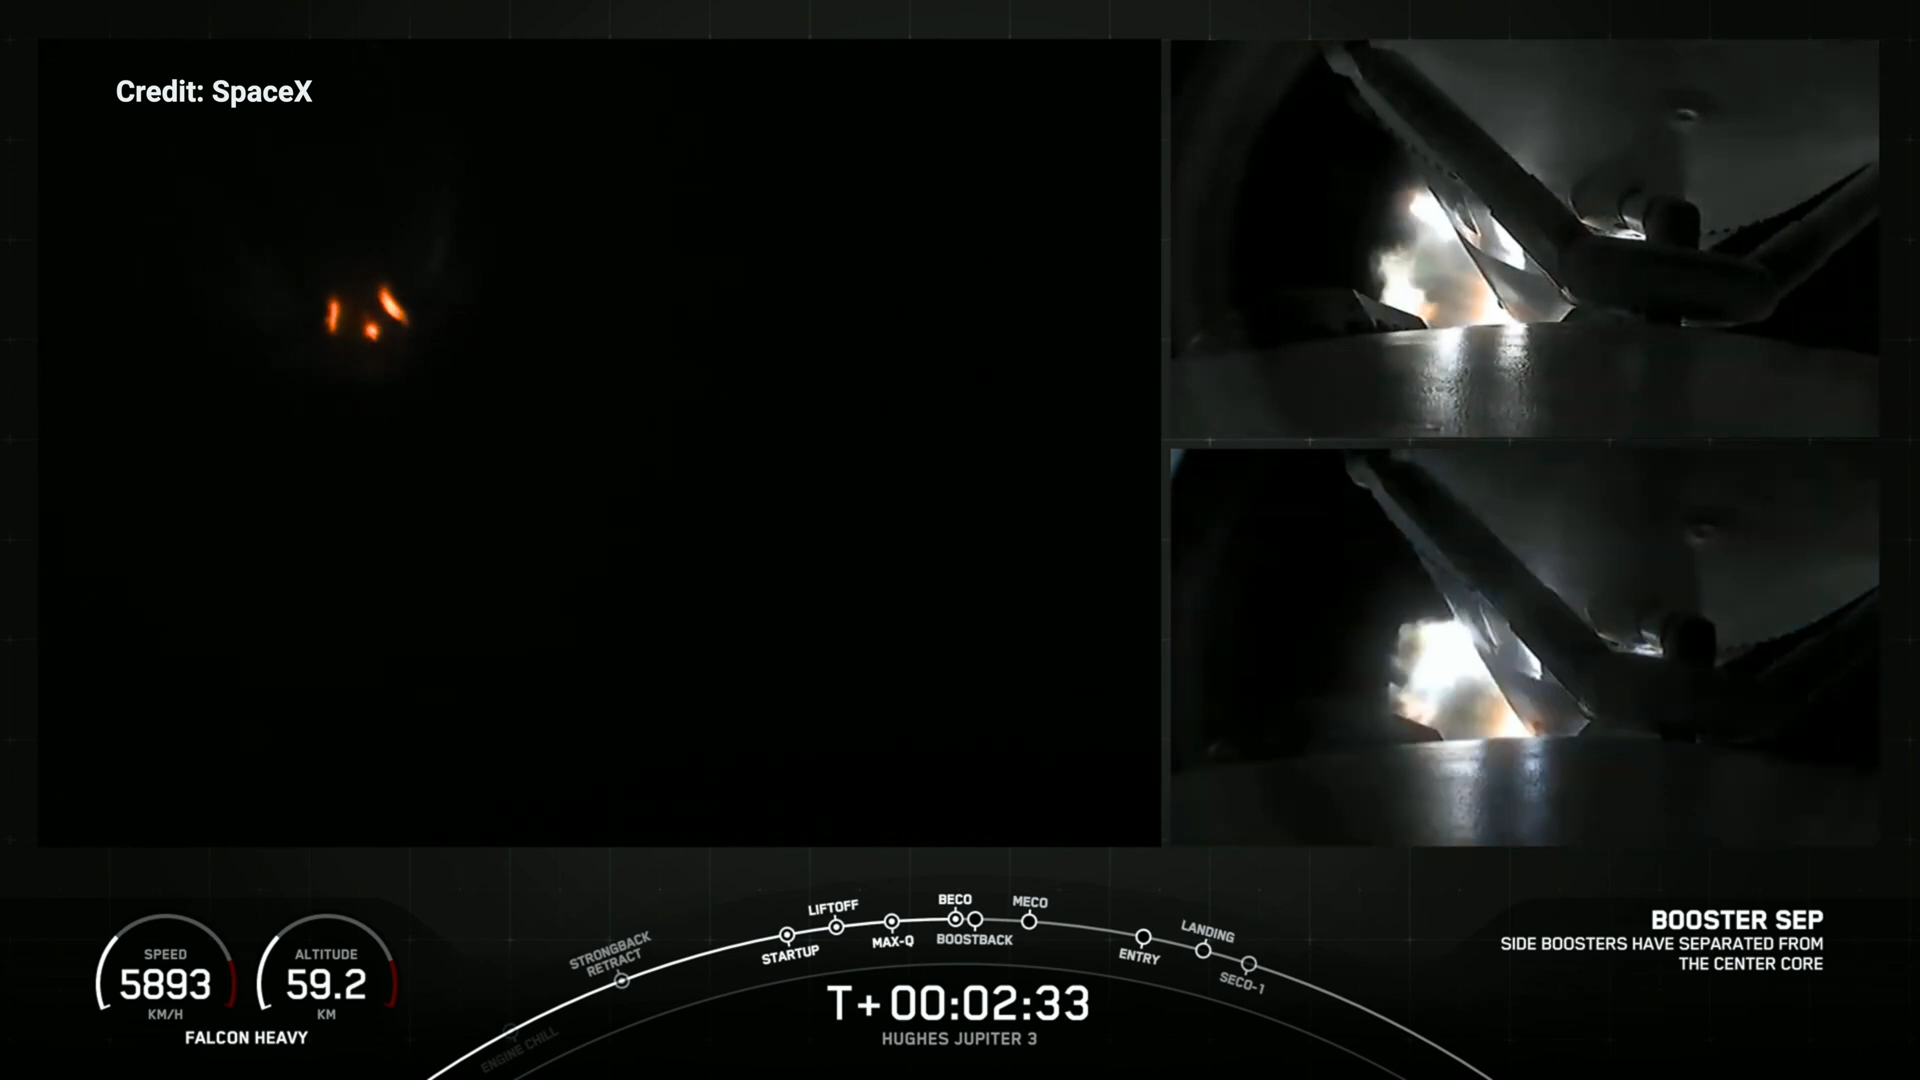 Credit: SpaceX
SPEED
5893
KM/H
ALTITUDE
59.2
KM
FALCON HEAVY
ENGINE CHILL
STRONGBACK
RETRACT
STARTUP
LIFTOFF
MAX-Q
BECO
BOOSTBACK
MECO
ENTRY
LANDING
SECO-1
T+00:02:33
HUGHES JUPITER 3
BOOSTER SEP
SIDE BOOSTERS HAVE SEPARATED FROM
THE CENTER CORE